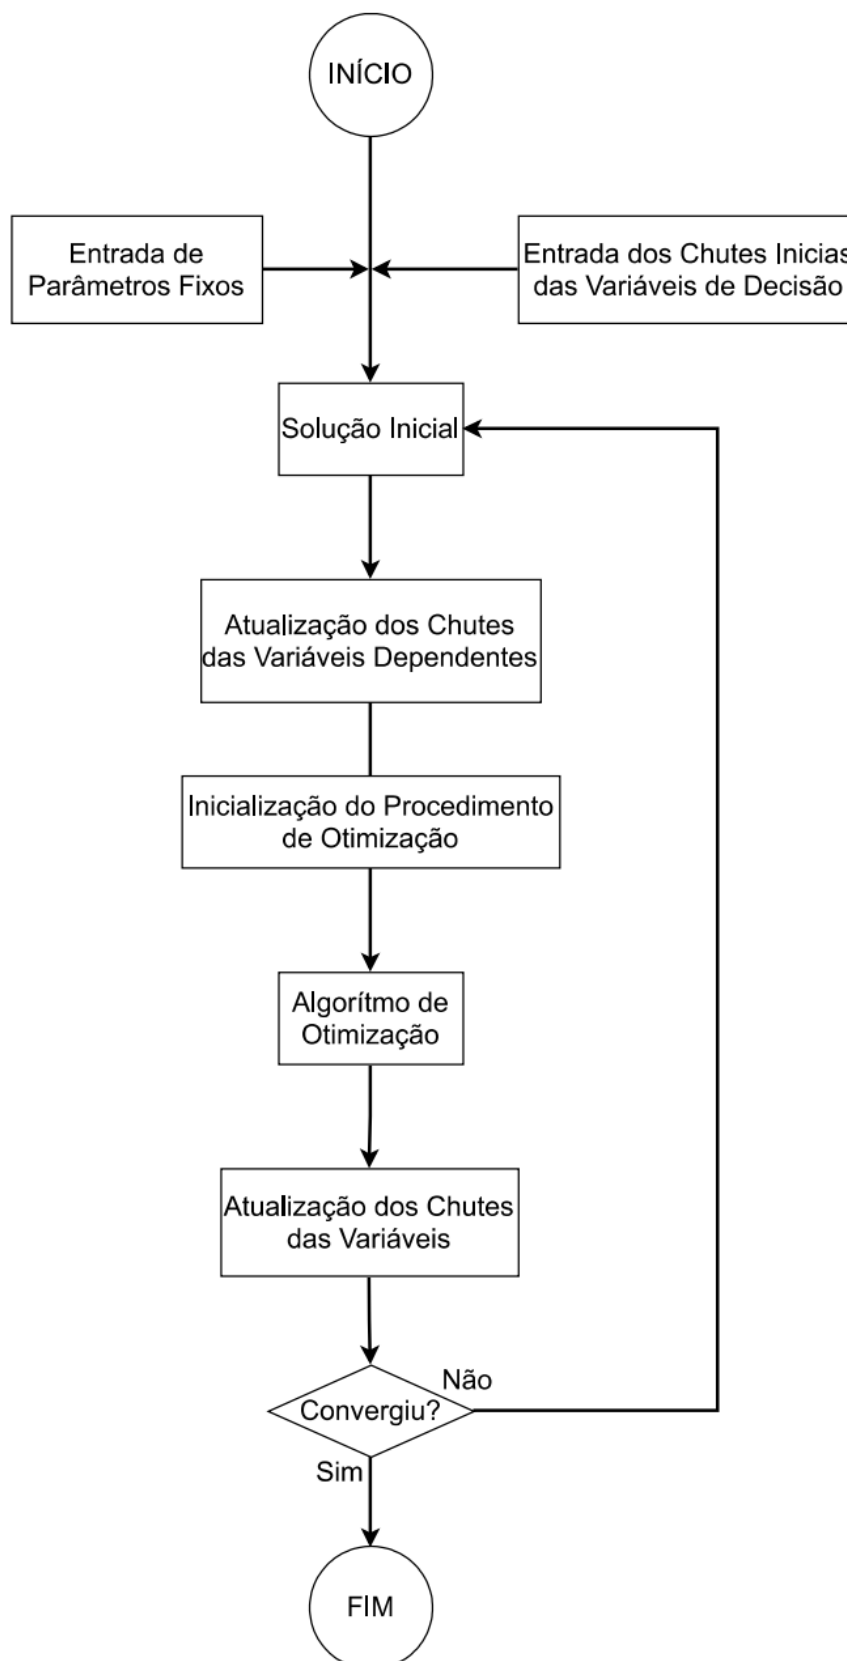 INÍCIO
Entrada de
Parâmetros Fixos
Entrada dos Chutes Inicias
das Variáveis de Decisão
Solução Inicial
Atualização dos Chutes
das Variáveis Dependentes
Inicialização do Procedimento
de Otimização
Algorítmo de
Otimização
Atualização dos Chutes
das Variáveis
Não
Convergiu?
Sim
FIM